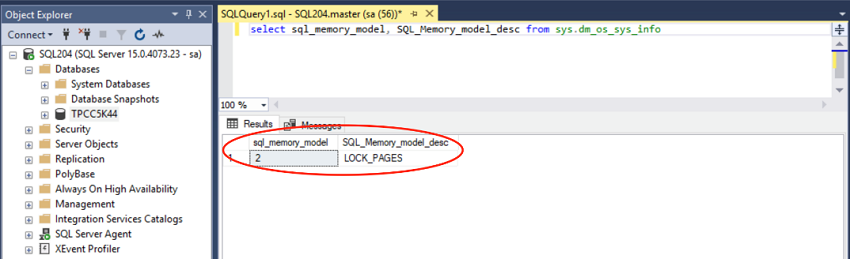 Object Explorer
Connect
SQL204 (SQL Server 15.0.4073.23 - sa)
Databases
System Databases
Database Snapshots
TPCC5K44
Security
Server Objects
Replication
PolyBase
Always On High Availability
Management
Integration Services Catalogs
SQL Server Agent
XEvent Profiler
SQLQuery1.sql - SQL204.master (sa (56))*
select sql_memory_model, SQL_Memory_model_desc from sys.dm_os_sys_info
100 %
Results Messages
sql_memory_model SQL_Memory_model_desc
1 2 LOCK_PAGES